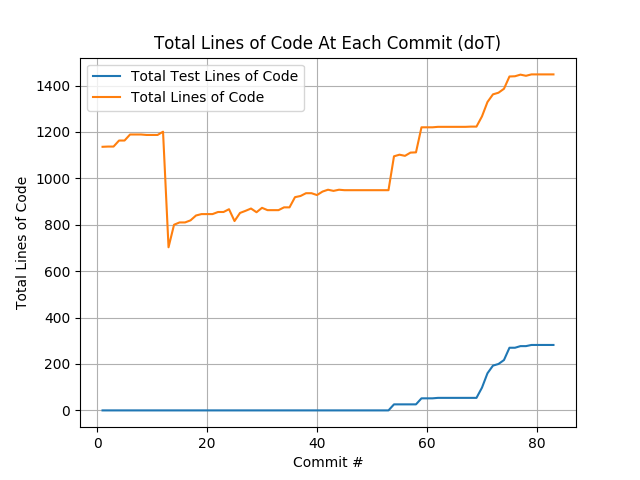 Total Lines of Code At Each Commit (doT)
Total Test Lines of Code
Total Lines of Code
Total Lines of Code
1400
1200
1000
800
600
400
200
0
0 20 40 60 80
Commit #